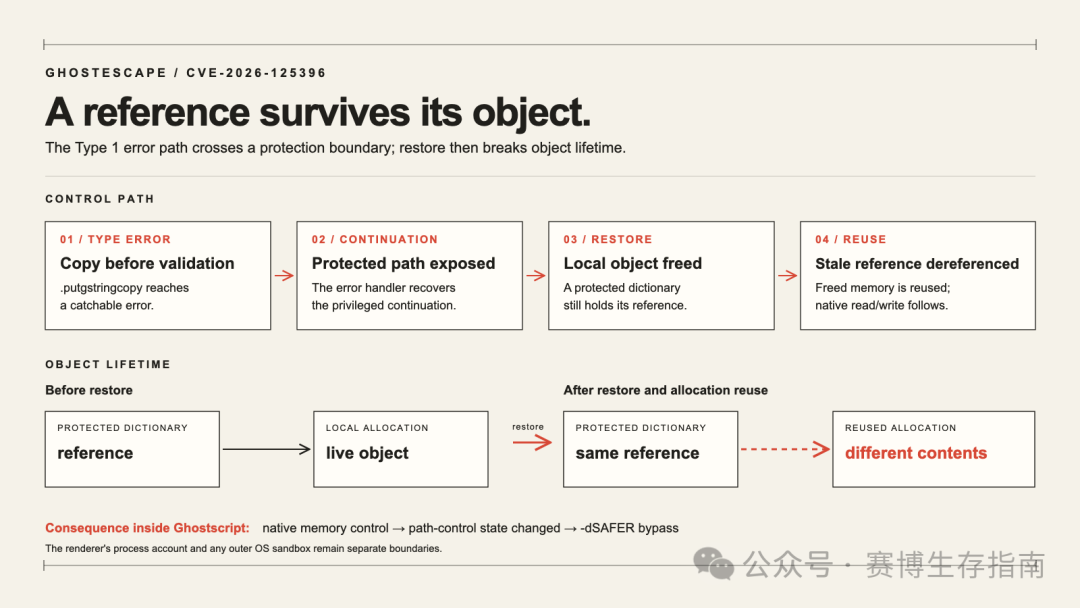 GHOSTESCAPE / CVE-2026-125396
A reference survives its object.
The Type 1 error path crosses a protection boundary; restore then breaks object lifetime.
CONTROL PATH
01 / TYPE ERROR
Copy before validation
.putgstringcopy reaches
a catchable error.
02 / CONTINUATION
Protected path exposed
The error handler recovers
the privileged continuation.
03 / RESTORE
Local object freed
A protected dictionary
still holds its reference.
04 / REUSE
Stale reference dereferenced
Freed memory is reused;
native read/write follows.
OBJECT LIFETIME
Before restore
PROTECTED DICTIONARY
reference
LOCAL ALLOCATION
live object
restore
After restore and allocation reuse
PROTECTED DICTIONARY
same reference
REUSED ALLOCATION
different contents
Consequence inside Ghostscript: native memory control → path-control state changed → -dSAFER bypass
The renderer's process account and any outer OS sandbox remain separate boundaries.
公众号 · 赛博生存指南